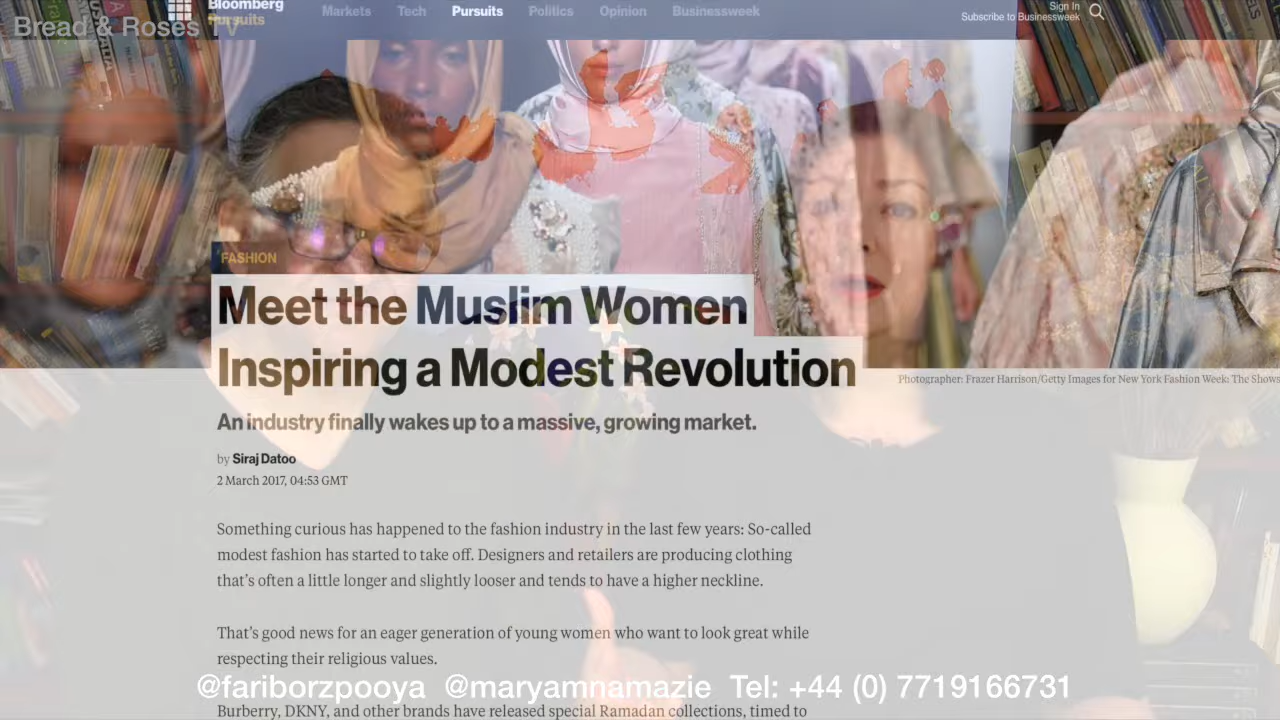 Bloomberg
Pursuits
Markets Tech Pursuits Politics Opinion Businessweek
Sign In
Subscribe to Businessweek
Bread & Roses TV
FASHION
Meet the Muslim Women
Inspiring a Modest Revolution
Photographer: Frazer Harrison/Getty Images for New York Fashion Week: The Shows
An industry finally wakes up to a massive, growing market.
by Siraj Datoo
2 March 2017, 04:53 GMT
Something curious has happened to the fashion industry in the last few years: So-called
modest fashion has started to take off. Designers and retailers are producing clothing
that's often a little longer and slightly looser and tends to have a higher neckline.
That's good news for an eager generation of young women who want to look great while
respecting their religious values.
@fariborzpooya @maryamnamazie Tel: +44 (0) 7719166731
Burberry, DKNY, and other brands have released special Ramadan collections, timed to